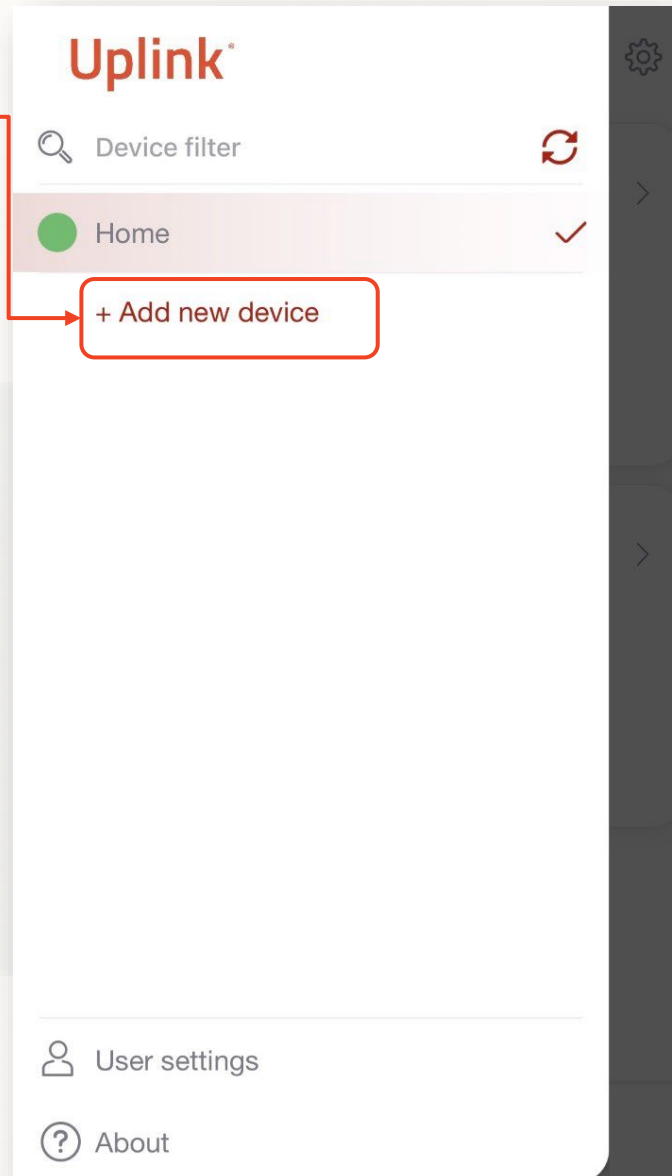 Uplink®
Device filter
Home
+ Add new device
User settings
About